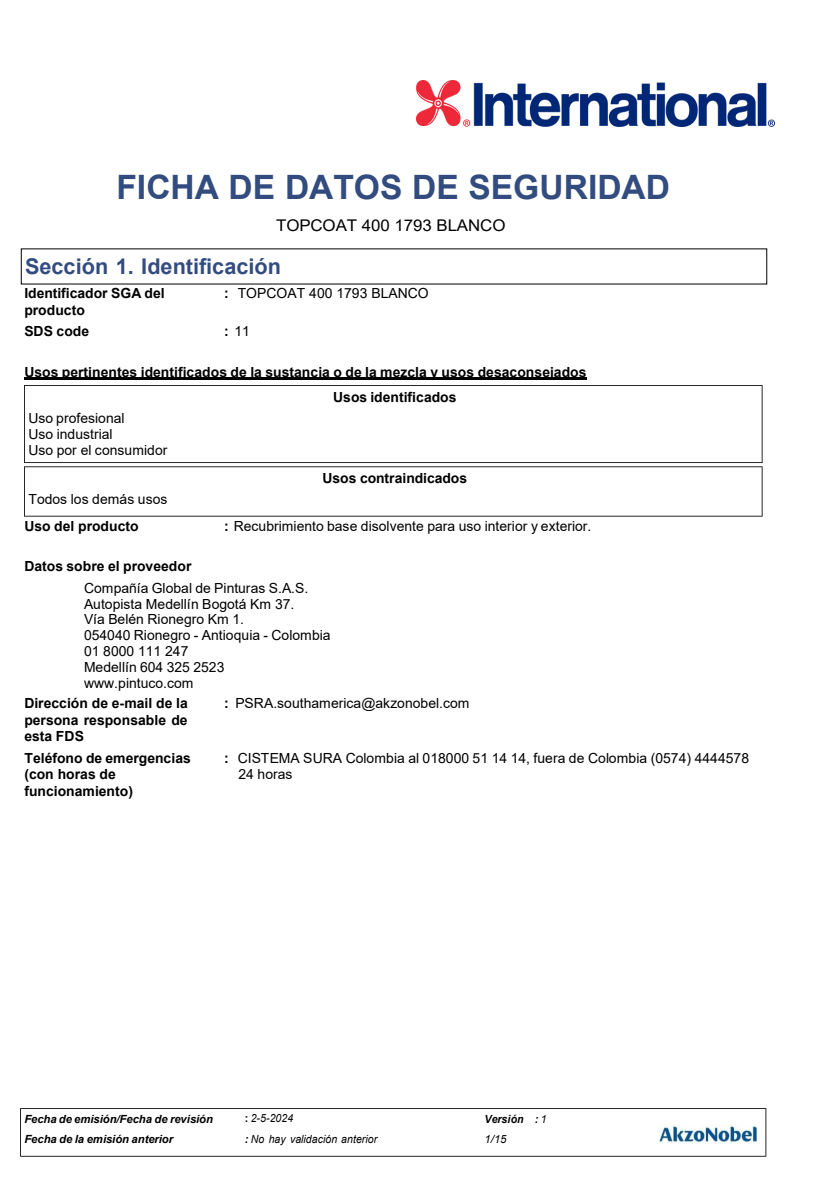 International
FICHA DE DATOS DE SEGURIDAD
TOPCOAT 400 1793 BLANCO
Sección 1. Identificación
Identificador SGA del : TOPCOAT 400 1793 BLANCO
producto
SDS code : 11
Usos pertinentes identificados de la sustancia o de la mezcla y usos desaconsejados
Usos identificados
Uso profesional
Uso industrial
Uso por el consumidor
Usos contraindicados
Todos los demás usos
Uso del producto : Recubrimiento base disolvente para uso interior y exterior.
Datos sobre el proveedor
Compañía Global de Pinturas S.A.S.
Autopista Medellín Bogotá Km 37.
Vía Belén Rionegro Km 1.
054040 Rionegro - Antioquia - Colombia
01 8000 111 247
Medellín 604 325 2523
www.pintuco.com
Dirección de e-mail de la : PSRA.southamerica@akzonobel.com
persona responsable de
esta FDS
Teléfono de emergencias : CISTEMA SURA Colombia al 018000 51 14 14, fuera de Colombia (0574) 4444578
(con horas de 24 horas
funcionamiento)
Fecha de emisión/Fecha de revisión : 2-5-2024 Versión : 1
Fecha de la emisión anterior : No hay validación anterior 1/15
AkzoNobel